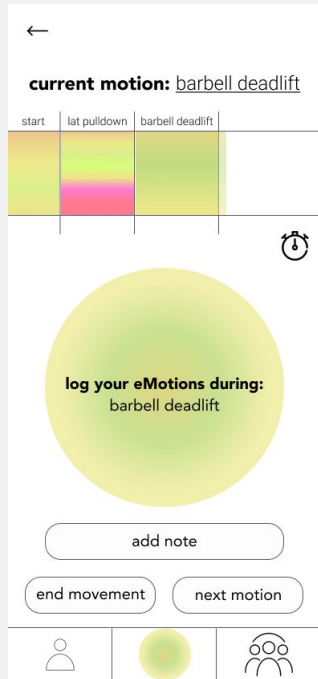 current motion: barbell deadlift
start lat pulldown barbell deadlift
log your eMotions during:
barbell deadlift
add note
end movement next motion